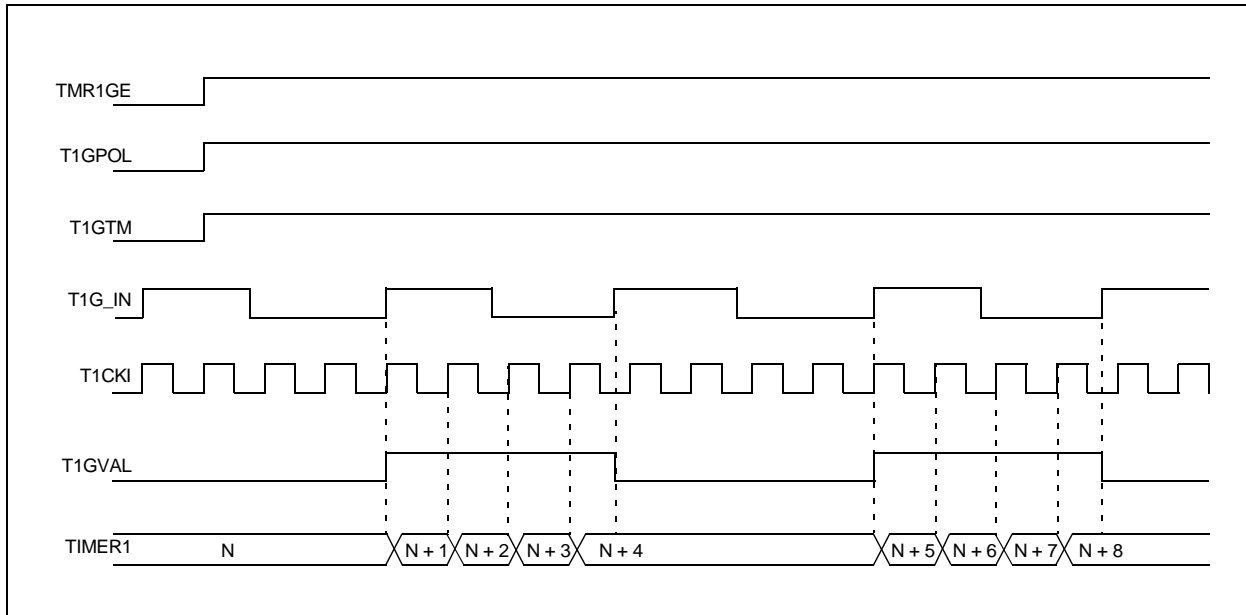 TMR1GE
T1GPOL
T1GTM
T1G_IN
T1CKI
T1GVAL
TIMER1 N N + 1 N + 2 N + 3 N + 4 N + 5 N + 6 N + 7 N + 8